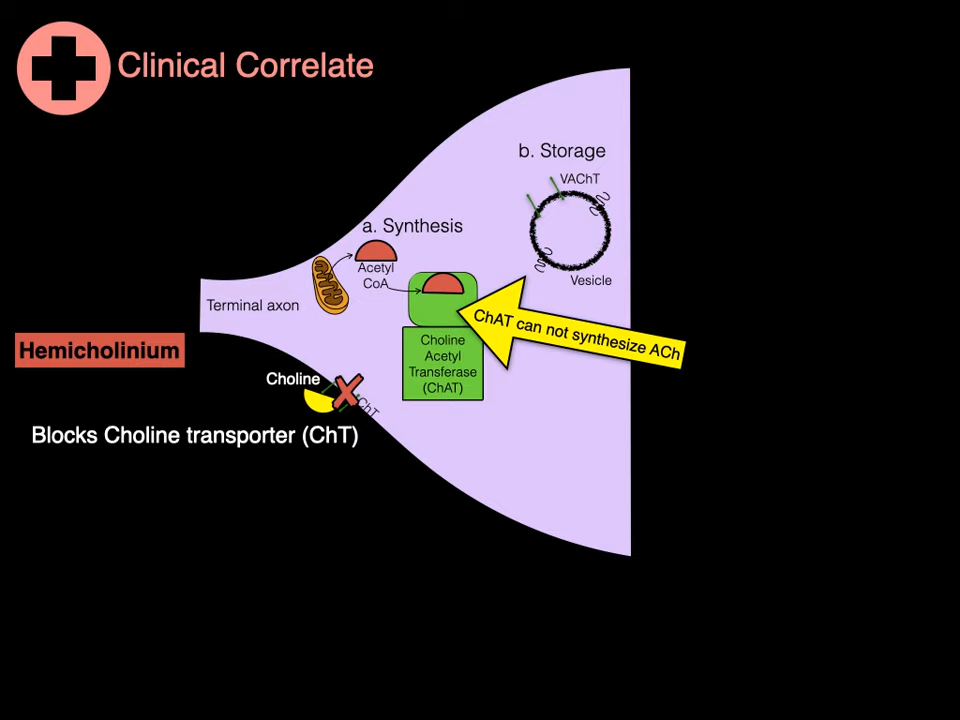 Clinical Correlate
b. Storage
VAChT
Vesicle
a. Synthesis
Acetyl
CoA
Terminal axon
ChAT can not synthesize ACh
Choline
Acetyl
Transferase
(ChAT)
Hemicholinium
Choline
ChT
Blocks Choline transporter (ChT)